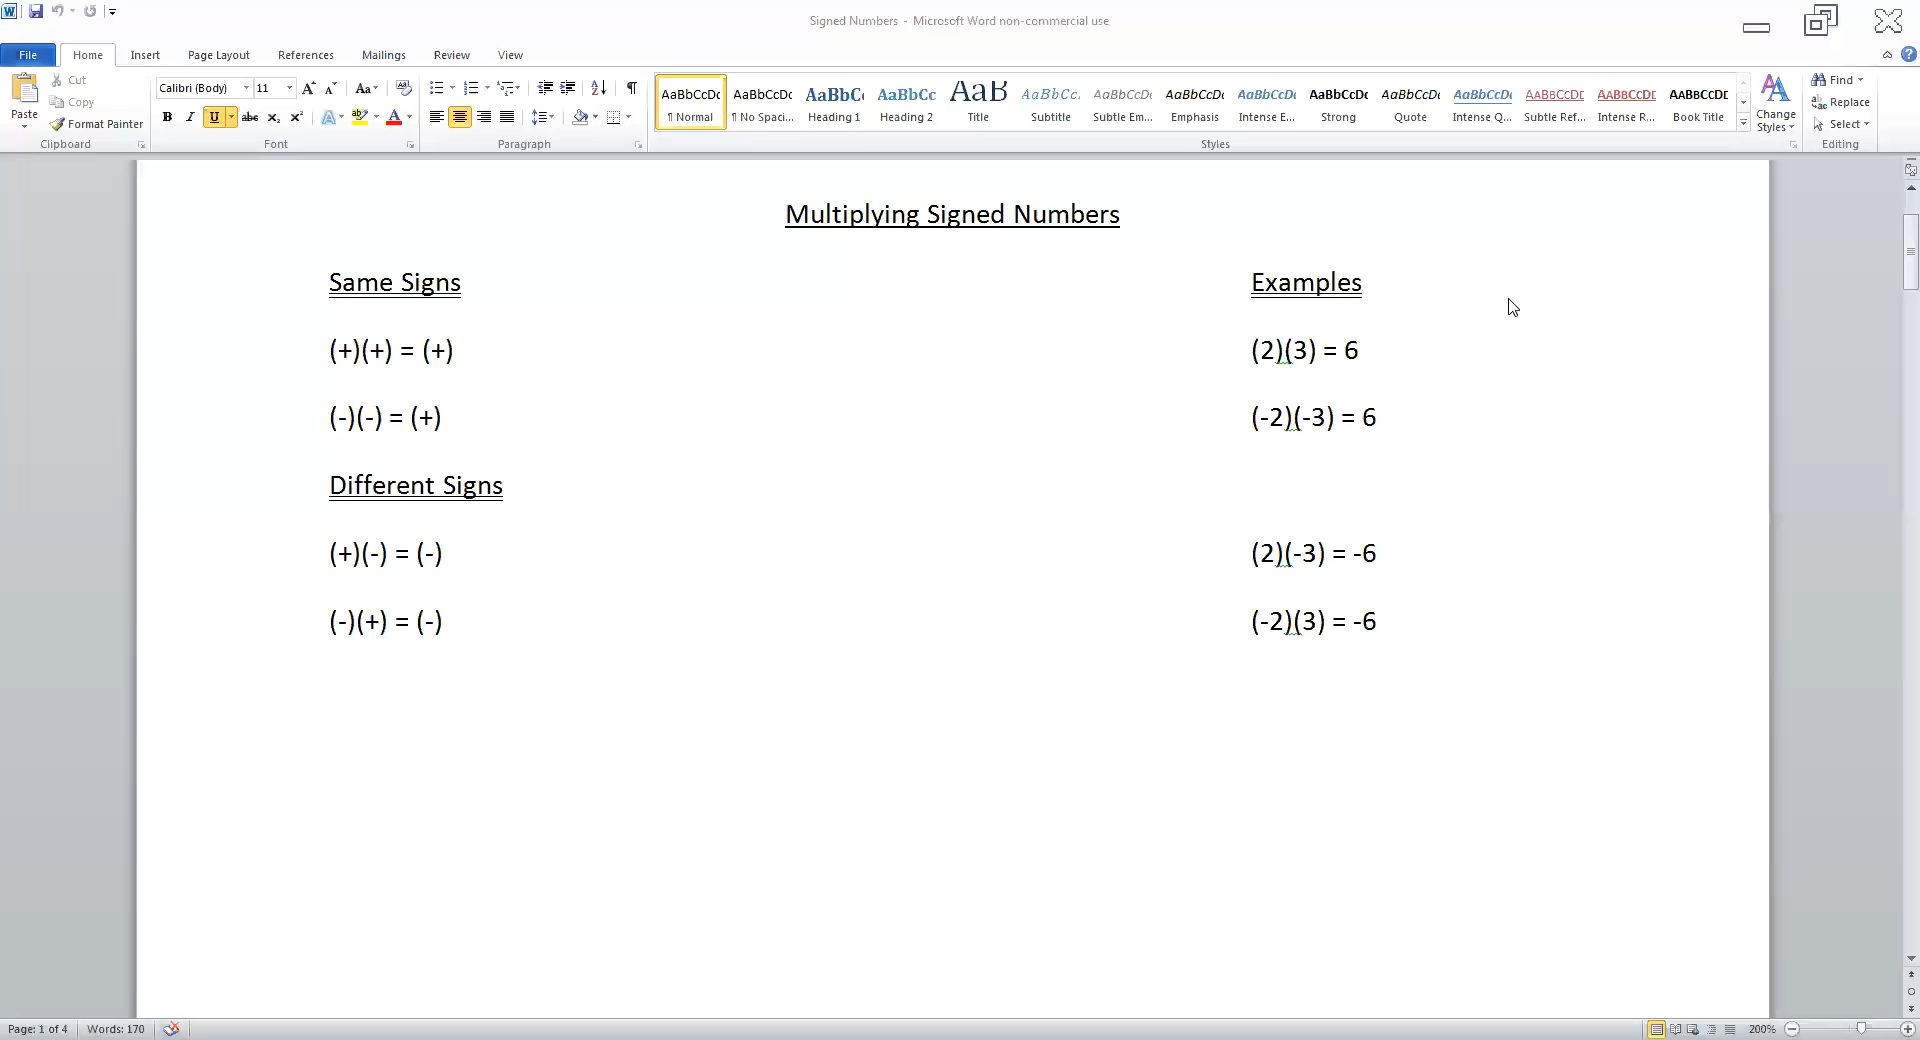 Signed Numbers - Microsoft Word non-commercial use
File Home Insert Page Layout References Mailings Review View
Paste
Cut
Copy
Format Painter
Clipboard
Calibri (Body) 11
Font
Paragraph
AaBbCcDc AaBbCcDc AaBbC AaBbCc AaB AaBbCc. AaBbCcDc AaBbCcDc AaBbCcDc AaBbCcDc AaBbCcDc AaBbCcDc AaBbCcDc AaBbCcDc AaBbCcDc
¶ Normal ¶ No Spaci... Heading 1 Heading 2 Title Subtitle Subtle Em... Emphasis Intense E... Strong Quote Intense Q... Subtle Ref... Intense R... Book Title
Styles
Change Styles
Find
Replace
Select
Editing
Multiplying Signed Numbers
Same Signs Examples
(+)(+) = (+) (2)(3) = 6
(-)(-) = (+) (-2)(-3) = 6
Different Signs
(+)(-) = (-) (2)(-3) = -6
(-)(+) = (-) (-2)(3) = -6
Page: 1 of 4 Words: 170 200%